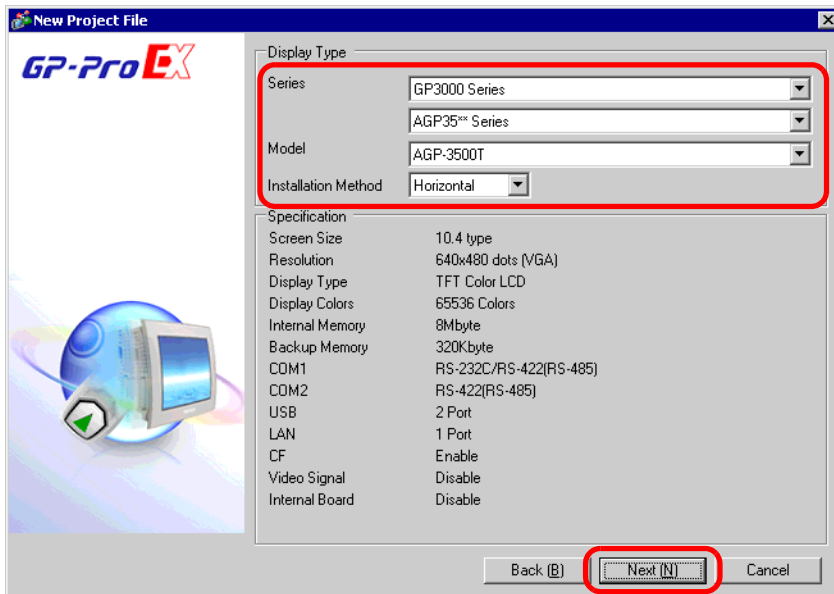 New Project File
GP-Pro EX
Display Type
Series GP3000 Series
AGP35** Series
Model AGP-3500T
Installation Method Horizontal
Specification
Screen Size 10.4 type
Resolution 640x480 dots (VGA)
Display Type TFT Color LCD
Display Colors 65536 Colors
Internal Memory 8Mbyte
Backup Memory 320Kbyte
COM1 RS-232C/RS-422(RS-485)
COM2 RS-422(RS-485)
USB 2 Port
LAN 1 Port
CF Enable
Video Signal Disable
Internal Board Disable
Back (B) Next (N) Cancel